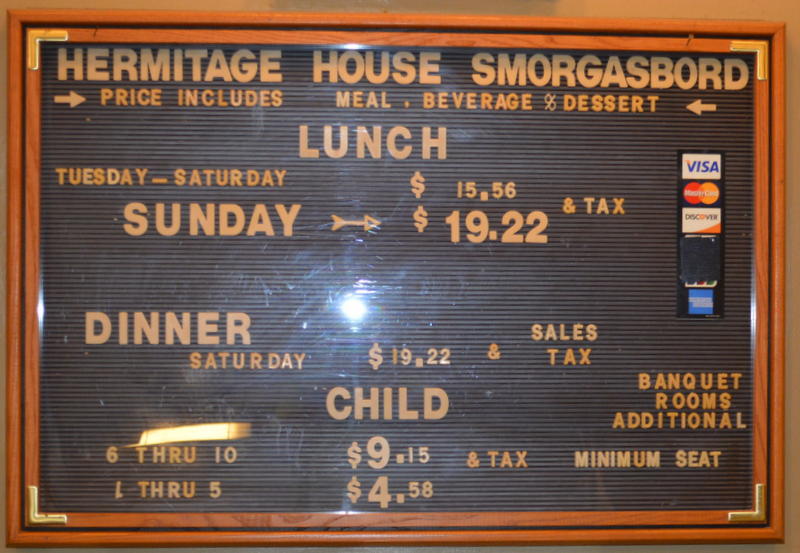 HERMITAGE HOUSE SMORGASBORD
→ PRICE INCLUDES MEAL , BEVERAGE % DESSERT ←
LUNCH
TUESDAY - SATURDAY $ 15.56
SUNDAY → $ 19.22
& TAX
VISA
MasterCard
DISCOVER
DINNER
SATURDAY $ 19.22 & SALES TAX
CHILD
6 THRU 10 $ 9.15 & TAX
1 THRU 5 $ 4.58
BANQUET
ROOMS
ADDITIONAL
MINIMUM SEAT